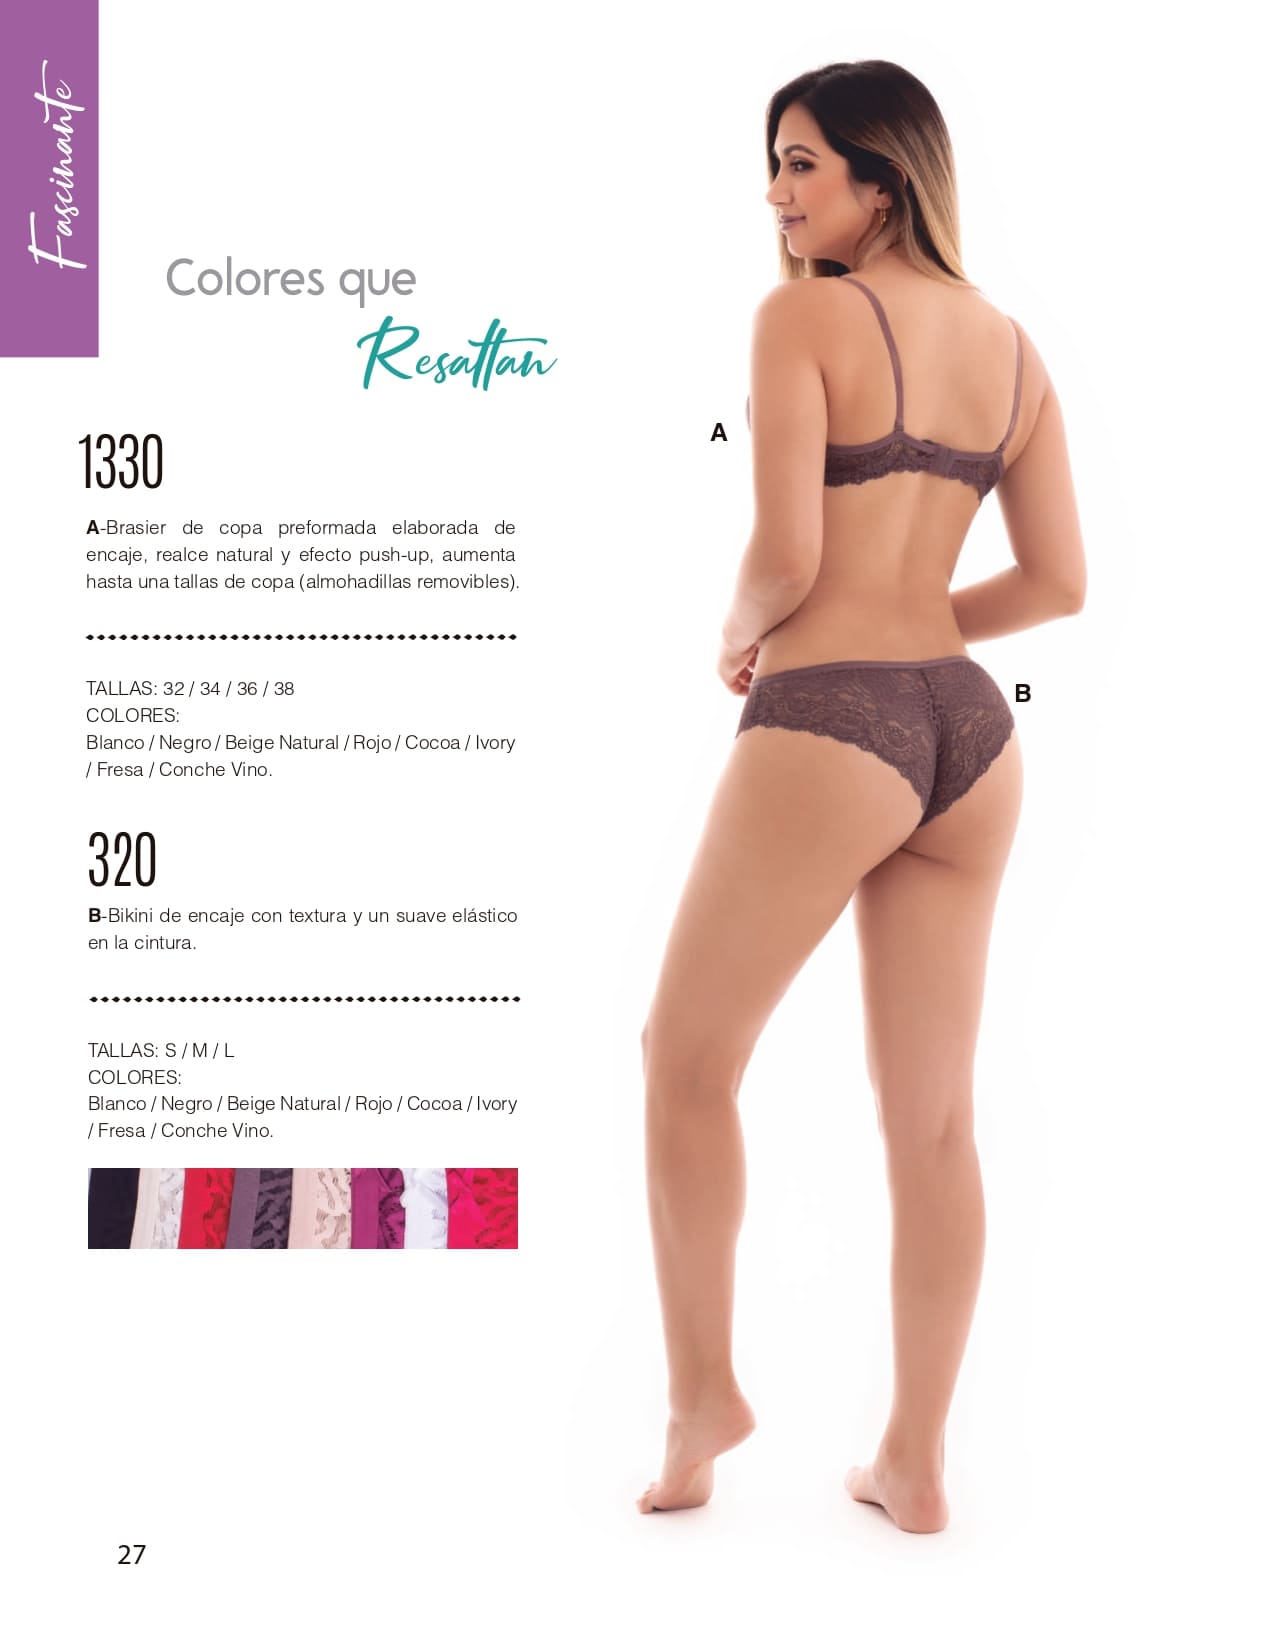 Fascinante
Colores que
Resaltan
A
1330
A-Brasier de copa preformada elaborada de
encaje, realce natural y efecto push-up, aumenta
hasta una tallas de copa (almohadillas removibles).
TALLAS: 32 / 34 / 36 / 38
COLORES:
Blanco / Negro / Beige Natural / Rojo / Cocoa / Ivory
/ Fresa / Conche Vino.
B
320
B-Bikini de encaje con textura y un suave elástico
en la cintura.
TALLAS: S / M / L
COLORES:
Blanco / Negro / Beige Natural / Rojo / Cocoa / Ivory
/ Fresa / Conche Vino.
27